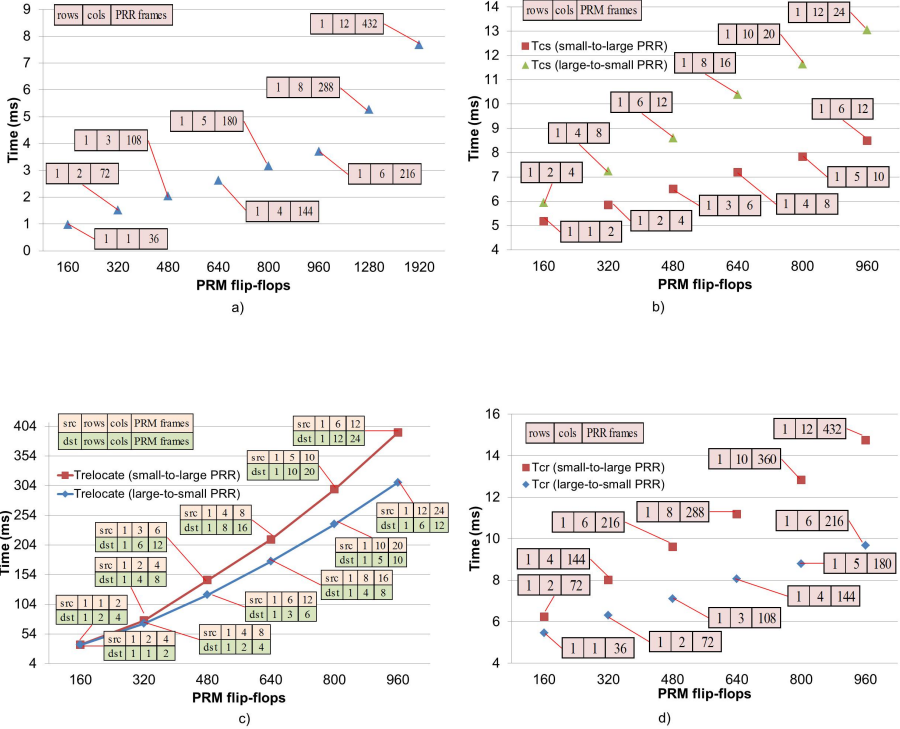 9
8
7
6
5
4
3
2
1
0
Time (ms)
rows cols PRR frames
1 12 432
1 8 288
1 5 180
1 3 108
1 2 72
1 6 216
1 4 144
1 1 36
160 320 480 640 800 960 1280 1920
PRM flip-flops
a)
14
13
12
11
10
9
8
7
6
5
4
Time (ms)
rows cols PRM frames
Tcs (small-to-large PRR)
Tcs (large-to-small PRR)
1 12 24
1 10 20
1 8 16
1 6 12
1 6 12
1 4 8
1 2 4
1 5 10
1 4 8
1 3 6
1 2 4
1 1 2
160 320 480 640 800 960
PRM flip-flops
b)
404
354
304
254
204
154
104
54
4
Time (ms)
src rows cols PRM frames
dst rows cols PRM frames
Trelocate (small-to-large PRR)
Trelocate (large-to-small PRR)
src 1 6 12
dst 1 12 24
src 1 5 10
dst 1 10 20
src 1 4 8
dst 1 8 16
src 1 3 6
dst 1 6 12
src 1 2 4
dst 1 4 8
src 1 1 2
dst 1 2 4
src 1 12 24
dst 1 6 12
src 1 10 20
dst 1 5 10
src 1 8 16
dst 1 4 8
src 1 6 12
dst 1 3 6
src 1 4 8
dst 1 2 4
src 1 2 4
dst 1 1 2
160 320 480 640 800 960
PRM flip-flops
c)
16
14
12
10
8
6
4
Time (ms)
rows cols PRR frames
Tcr (small-to-large PRR)
Tcr (large-to-small PRR)
1 12 432
1 10 360
1 8 288
1 6 216
1 6 216
1 4 144
1 2 72
1 5 180
1 4 144
1 3 108
1 2 72
1 1 36
160 320 480 640 800 960
PRM flip-flops
d)